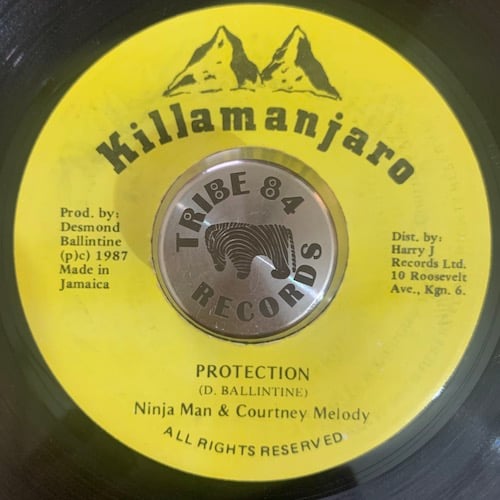 Killamanjaro
TRIBE 84
RECORDS
Prod. by:
Desmond
Ballintine
(p)c) 1987
Made in
Jamaica
Dist. by:
Harry J
Records Ltd.
10 Roosevelt
Ave., Kgn. 6.
PROTECTION
(D. BALLINTINE)
Ninja Man & Courtney Melody
ALL RIGHTS RESERVED